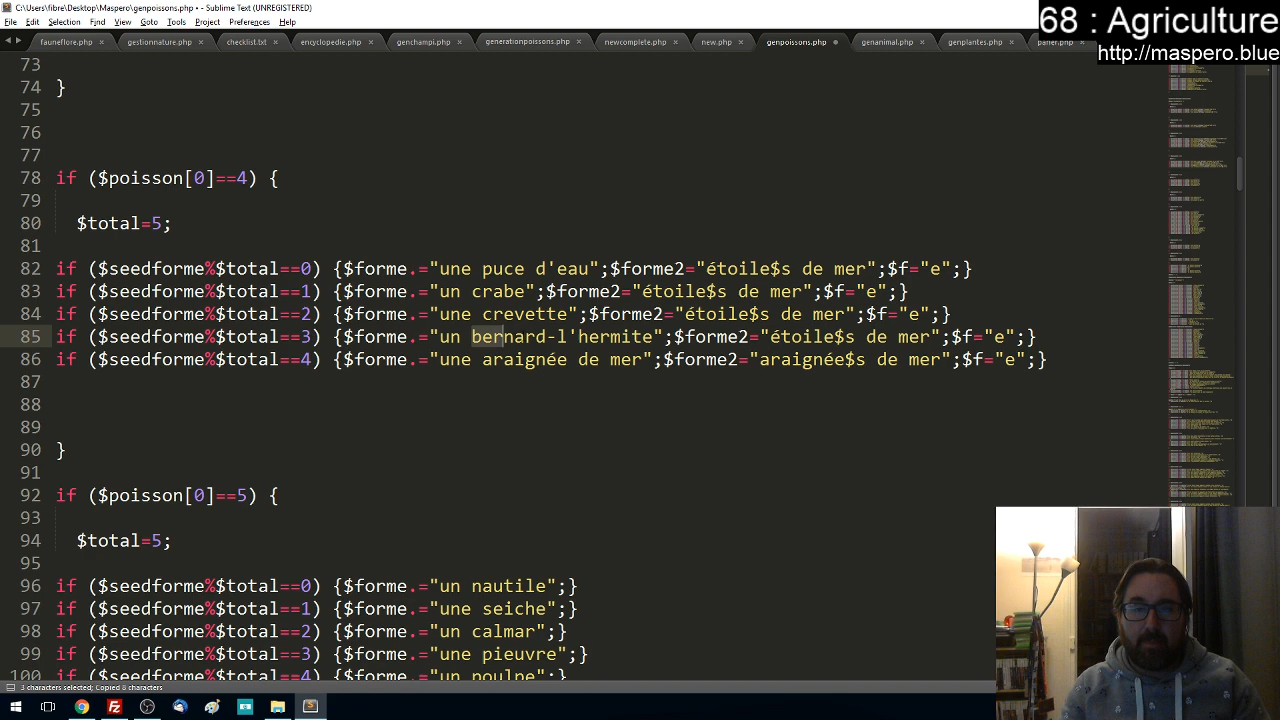 C:\Users\fibre\Desktop\Maspero\genpoissons.php • - Sublime Text (UNREGISTERED)
68 : Agriculture
File Edit Selection Find View Goto Tools Project Preferences Help
http://maspero.blue
fauneflore.php gestionnature.php checklist.txt encyclopedie.php genchampi.php generationpoissons.php newcomplete.php new.php genpoissons.php genanimal.php genplantes.php
73
74 }
75
76
77
78 if ($poisson[0]==4) {
79
80 $total=5;
81
82 if ($seedforme%$total==0) {$forme.="une puce d'eau";$forme2="étoile$s de mer";$f="e";}
83 if ($seedforme%$total==1) {$forme.="un crabe";$forme2="étoile$s de mer";$f="e";}
84 if ($seedforme%$total==2) {$forme.="une crevette";$forme2="étoile$s de mer";$f="e";}
85 if ($seedforme%$total==3) {$forme.="un bernard-l'hermite";$forme2="étoile$s de mer";$f="e";}
86 if ($seedforme%$total==4) {$forme.="une araignée de mer";$forme2="araignée$s de mer";$f="e";}
87
88
89
90 }
91
92 if ($poisson[0]==5) {
93
94 $total=5;
95
96 if ($seedforme%$total==0) {$forme.="un nautile";}
97 if ($seedforme%$total==1) {$forme.="une seiche";}
98 if ($seedforme%$total==2) {$forme.="un calmar";}
99 if ($seedforme%$total==3) {$forme.="une pieuvre";}
100 if ($seedforme%$total==4) {$forme.="un poulpe";}
3 characters selected; Copied 8 characters